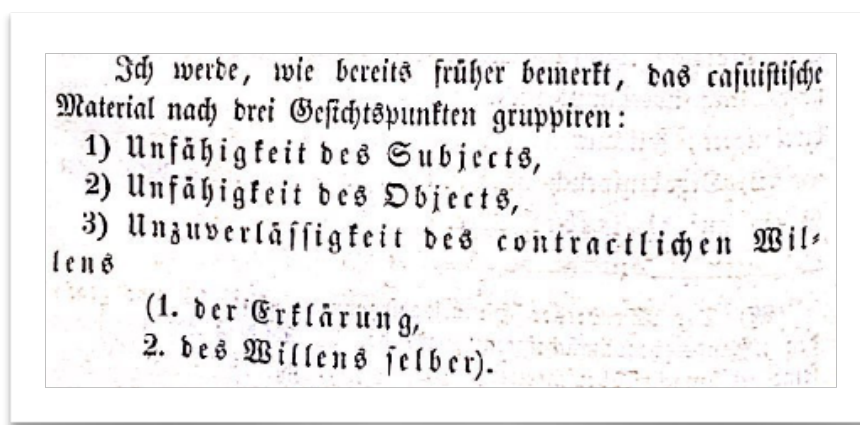 Ich werde, wie bereits früher bemerkt, das casuistische
Material nach drei Gesichtspunkten gruppiren:
1) Unfähigkeit des Subjects,
2) Unfähigkeit des Objects,
3) Unzuverlässigkeit des contractlichen Wil-
lens
(1. der Erklärung,
2. des Willens selber).